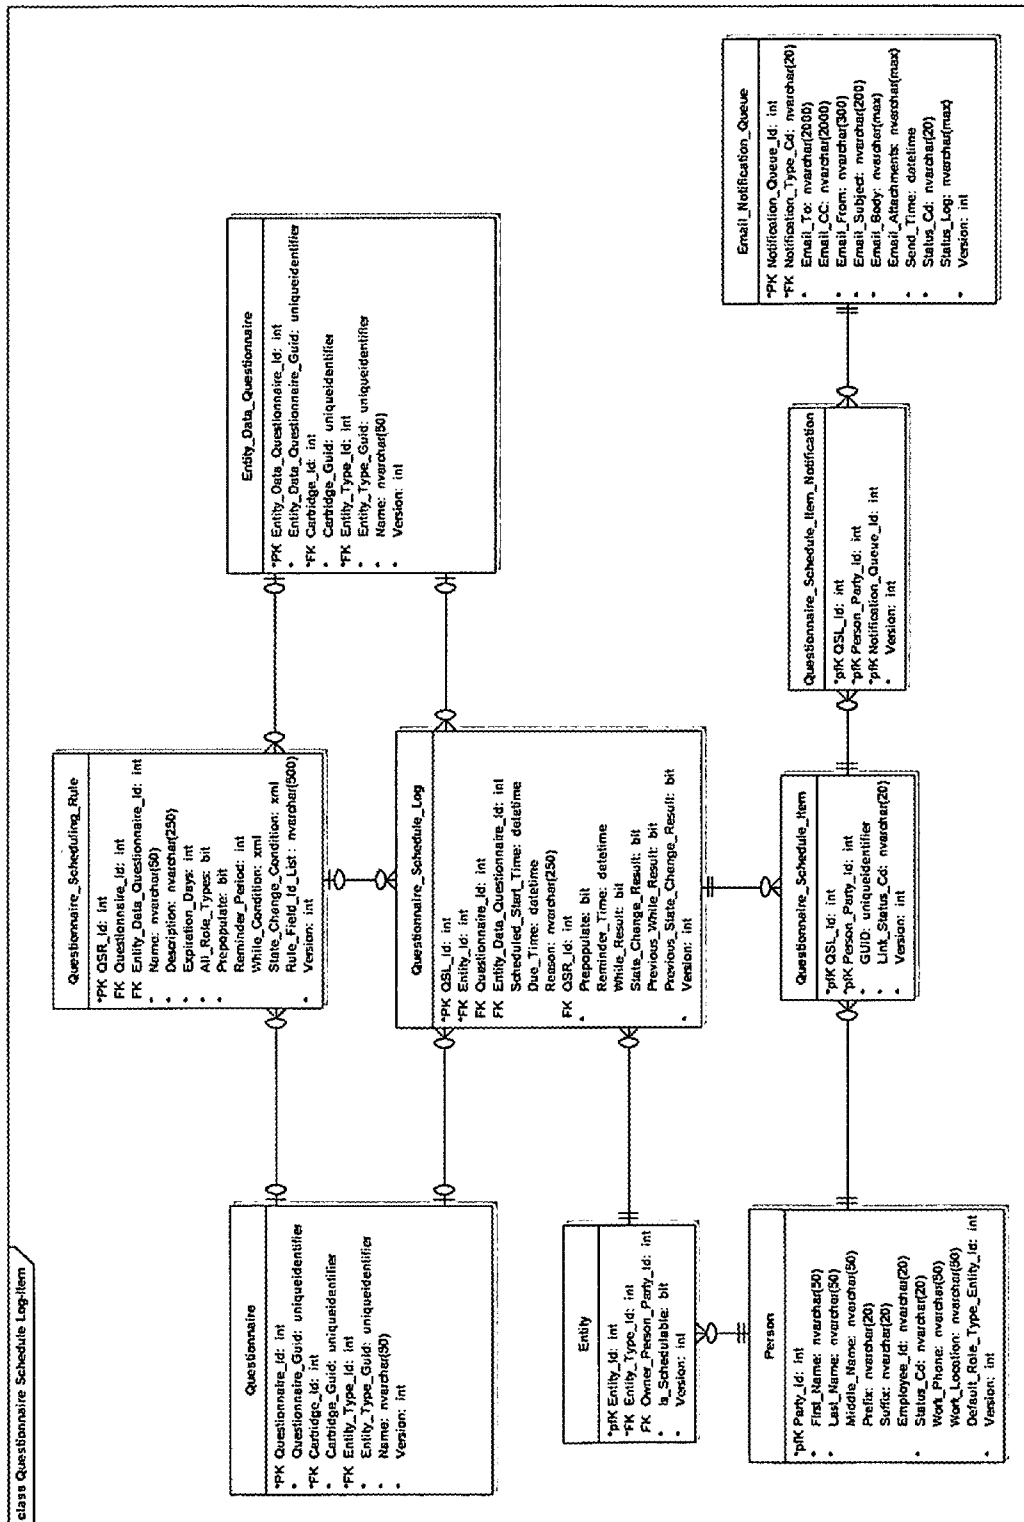 class Questionnaire Schedule Log-Item
Questionnaire
*PK Questionnaire_Id: int
* Questionnaire_Guid: uniqueidentifier
*FK Cartridge_Id: int
* Cartridge_Guid: uniqueidentifier
*FK Entity_Type_Id: int
* Entity_Type_Guid: uniqueidentifier
* Name: nvarchar(50)
* Version: int
Questionnaire_Scheduling_Rule
*PK QSR_Id: int
FK Questionnaire_Id: int
FK Entity_Data_Questionnaire_Id: int
* Name: nvarchar(50)
* Description: nvarchar(250)
* Expiration_Days: int
* All_Role_Types: bit
* Prepopulate: bit
Reminder_Period: int
While_Condition: xml
State_Change_Condition: xml
Rule_Field_Id_List: nvarchar(500)
* Version: int
Entity_Data_Questionnaire
*PK Entity_Data_Questionnaire_Id: int
* Entity_Data_Questionnaire_Guid: uniqueidentifier
*FK Cartridge_Id: int
* Cartridge_Guid: uniqueidentifier
*FK Entity_Type_Id: int
* Entity_Type_Guid: uniqueidentifier
* Name: nvarchar(50)
* Version: int
Questionnaire_Schedule_Log
*PK QSL_Id: int
*FK Entity_Id: int
FK Questionnaire_Id: int
FK Entity_Data_Questionnaire_Id: int
Scheduled_Start_Time: datetime
Due_Time: datetime
Reason: nvarchar(250)
FK QSR_Id: int
* Prepopulate: bit
Reminder_Time: datetime
While_Result: bit
State_Change_Result: bit
Previous_While_Result: bit
Previous_State_Change_Result: bit
* Version: int
Entity
*pfK Entity_Id: int
*FK Entity_Type_Id: int
FK Owner_Person_Party_Id: int
* Is_Schedulable: bit
* Version: int
Person
*pfK Party_Id: int
* First_Name: nvarchar(50)
* Last_Name: nvarchar(50)
Middle_Name: nvarchar(50)
Prefix: nvarchar(20)
Suffix: nvarchar(20)
Employee_Id: nvarchar(20)
* Status_Cd: nvarchar(20)
Work_Phone: nvarchar(50)
Work_Location: nvarchar(50)
Default_Role_Type_Entity_Id: int
* Version: int
Questionnaire_Schedule_Item
*pfK QSL_Id: int
*pfK Person_Party_Id: int
* GUID: uniqueidentifier
* Link_Status_Cd: nvarchar(20)
* Version: int
Questionnaire_Schedule_Item_Notification
*pfK QSL_Id: int
*pfK Person_Party_Id: int
*pfK Notification_Queue_Id: int
* Version: int
Email_Notification_Queue
*PK Notification_Queue_Id: int
*FK Notification_Type_Cd: nvarchar(20)
* Email_To: nvarchar(2000)
Email_CC: nvarchar(2000)
* Email_From: nvarchar(300)
* Email_Subject: nvarchar(200)
* Email_Body: nvarchar(max)
Email_Attachments: nvarchar(max)
* Send_Time: datetime
* Status_Cd: nvarchar(20)
Status_Log: nvarchar(max)
* Version: int